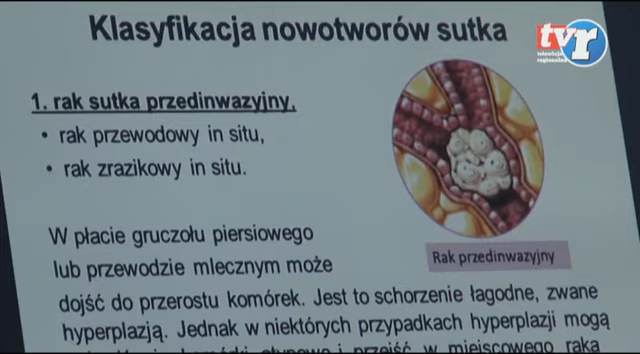 Klasyfikacja nowotworów sutka
tvr
telewizja
regionalna
1. rak sutka przedinwazyjny,
• rak przewodowy in situ,
• rak zrazikowy in situ.
W płacie gruczołu piersiowego
lub przewodzie mlecznym może
dojść do przerostu komórek. Jest to schorzenie łagodne, zwane
hyperplazją. Jednak w niektórych przypadkach hyperplazji mogą
Rak przedinwazyjny
i przejść w miejscowego raka